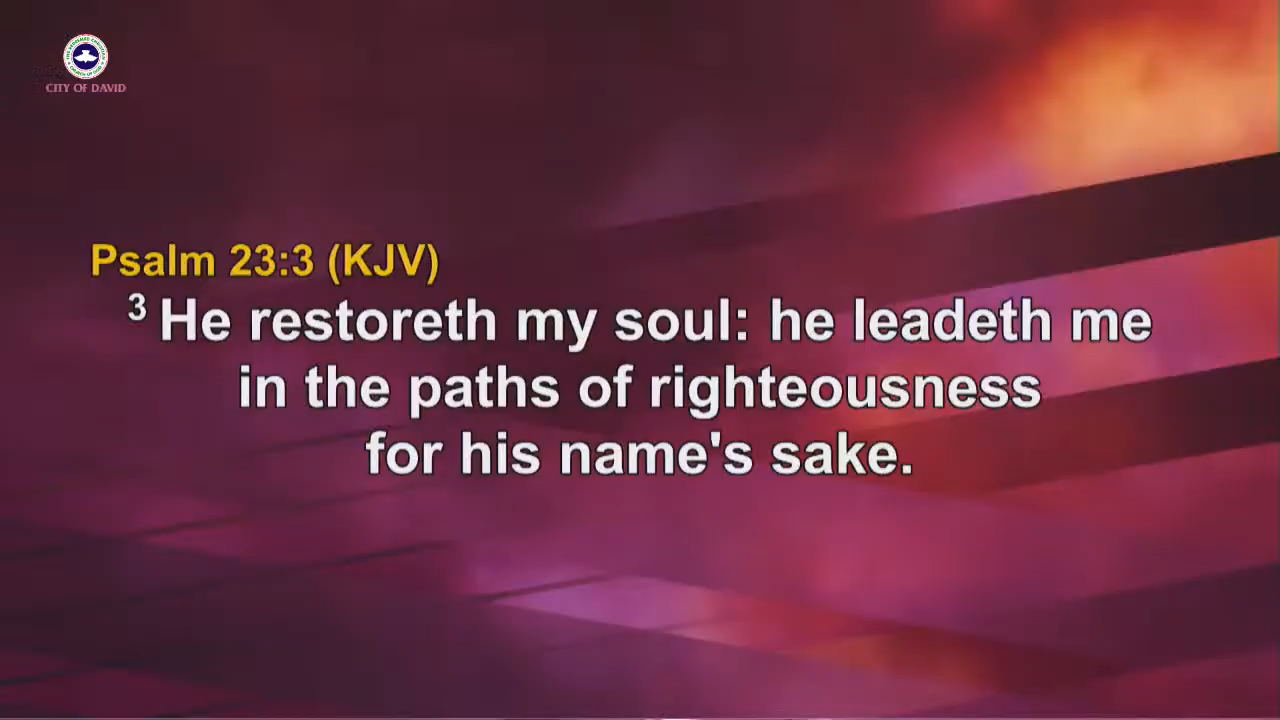 CITY OF DAVID
Psalm 23:3 (KJV)
3 He restoreth my soul: he leadeth me
in the paths of righteousness
for his name's sake.